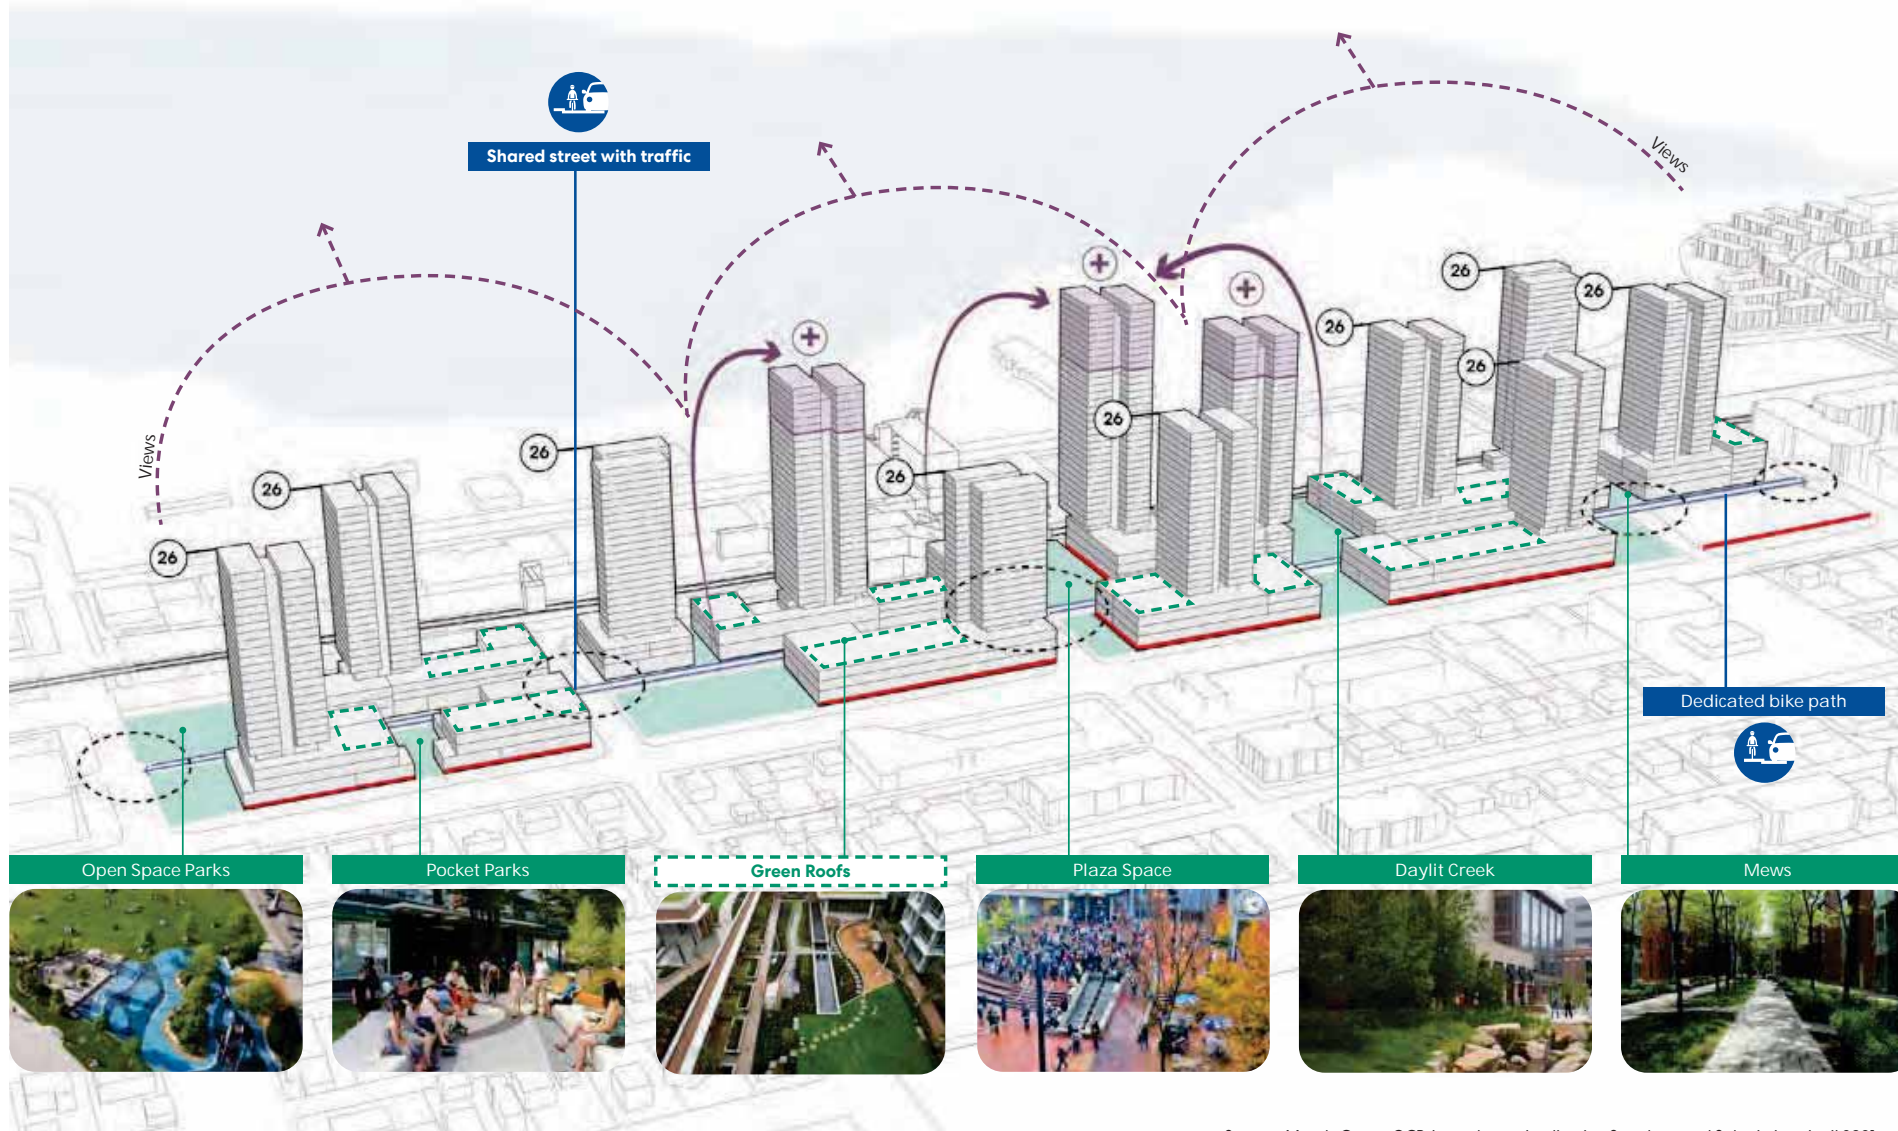 Shared street with traffic
Views
Views
26
26
26
26
26
26
26
26
26
26
+
+
+
Dedicated bike path
Open Space Parks
Pocket Parks
Green Roofs
Plaza Space
Daylit Creek
Mews